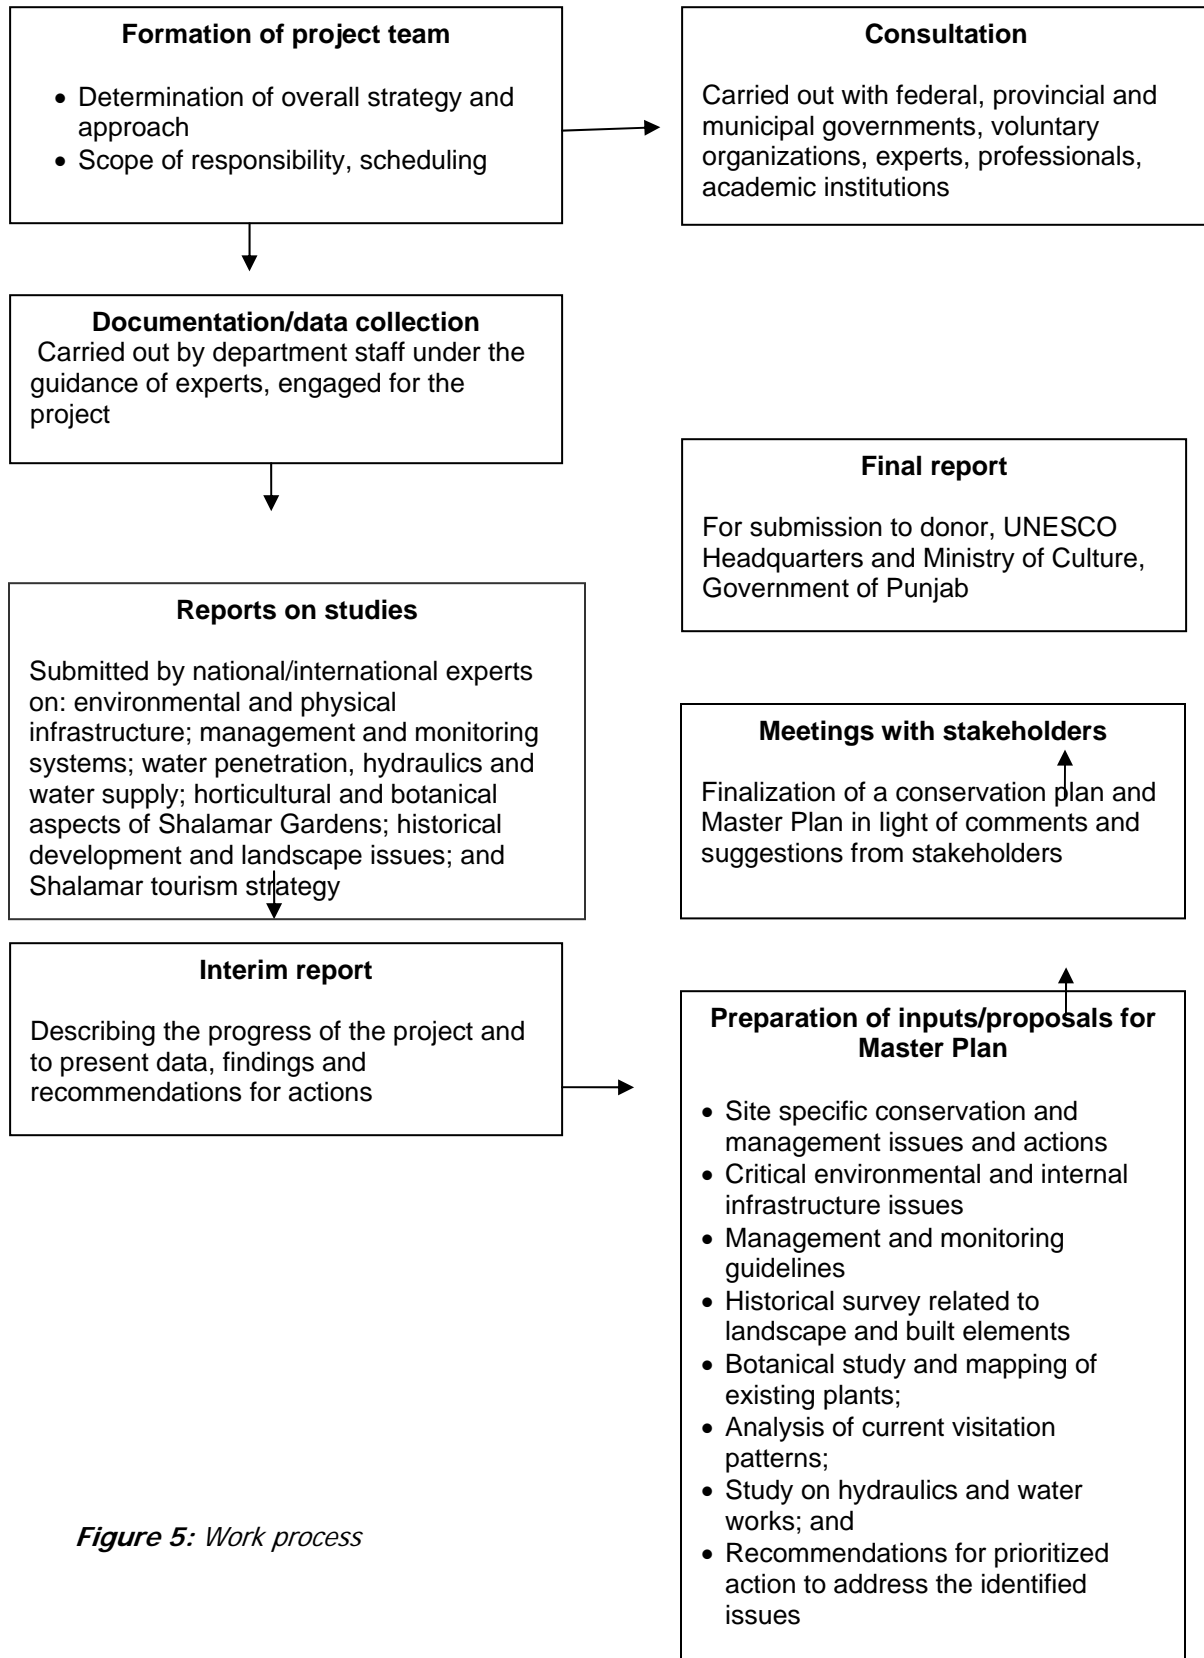 Formation of project team
• Determination of overall strategy and
approach
• Scope of responsibility, scheduling
Consultation
Carried out with federal, provincial and
municipal governments, voluntary
organizations, experts, professionals,
academic institutions
Documentation/data collection
Carried out by department staff under the
guidance of experts, engaged for the
project
Reports on studies
Submitted by national/international experts
on: environmental and physical
infrastructure; management and monitoring
systems; water penetration, hydraulics and
water supply; horticultural and botanical
aspects of Shalamar Gardens; historical
development and landscape issues; and
Shalamar tourism strategy
Interim report
Describing the progress of the project and
to present data, findings and
recommendations for actions
Final report
For submission to donor, UNESCO
Headquarters and Ministry of Culture,
Government of Punjab
Meetings with stakeholders
Finalization of a conservation plan and
Master Plan in light of comments and
suggestions from stakeholders
Preparation of inputs/proposals for
Master Plan
• Site specific conservation and
management issues and actions
• Critical environmental and internal
infrastructure issues
• Management and monitoring
guidelines
• Historical survey related to
landscape and built elements
• Botanical study and mapping of
existing plants;
• Analysis of current visitation
patterns;
• Study on hydraulics and water
works; and
• Recommendations for prioritized
action to address the identified
issues
Figure 5: Work process